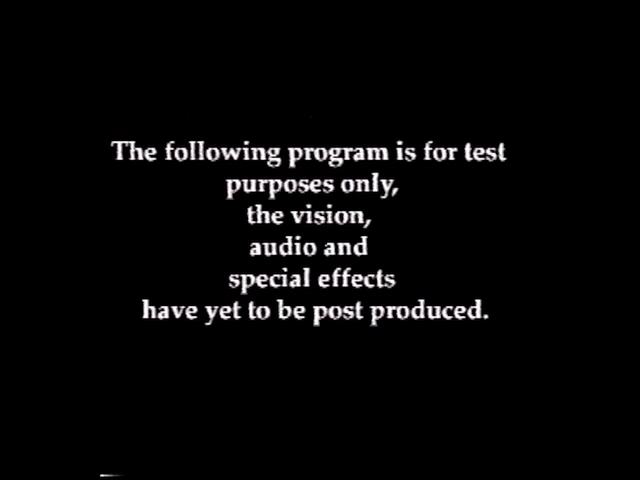 The following program is for test
purposes only,
the vision,
audio and
special effects
have yet to be post produced.